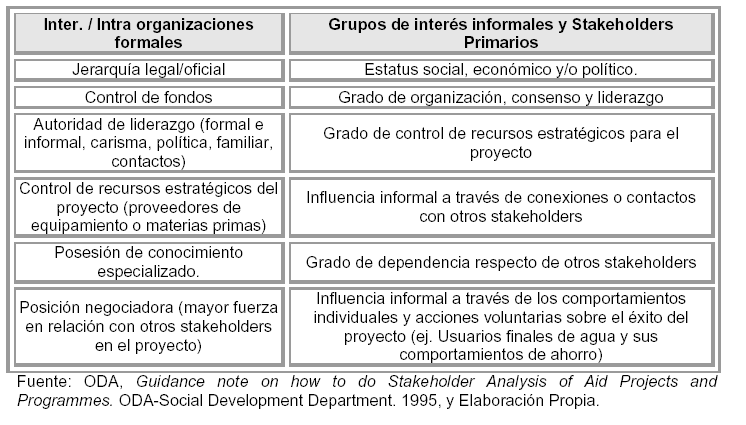 Inter. / Intra organizaciones
formales
Grupos de interés informales y Stakeholders
Primarios
Jerarquía legal/oficial
Estatus social, económico y/o político.
Control de fondos
Grado de organización, consenso y liderazgo
Autoridad de liderazgo (formal e
informal, carisma, política, familiar,
contactos)
Grado de control de recursos estratégicos para el
proyecto
Control de recursos estratégicos del
proyecto (proveedores de
equipamiento o materias primas)
Influencia informal a través de conexiones o contactos
con otros stakeholders
Posesión de conocimiento
especializado.
Grado de dependencia respecto de otros stakeholders
Posición negociadora (mayor fuerza
en relación con otros stakeholders
en el proyecto)
Influencia informal a través de los comportamientos
individuales y acciones voluntarias sobre el éxito del
proyecto (ej. Usuarios finales de agua y sus
comportamientos de ahorro)
Fuente: ODA, Guidance note on how to do Stakeholder Analysis of Aid Projects and
Programmes. ODA-Social Development Department. 1995, y Elaboración Propia.